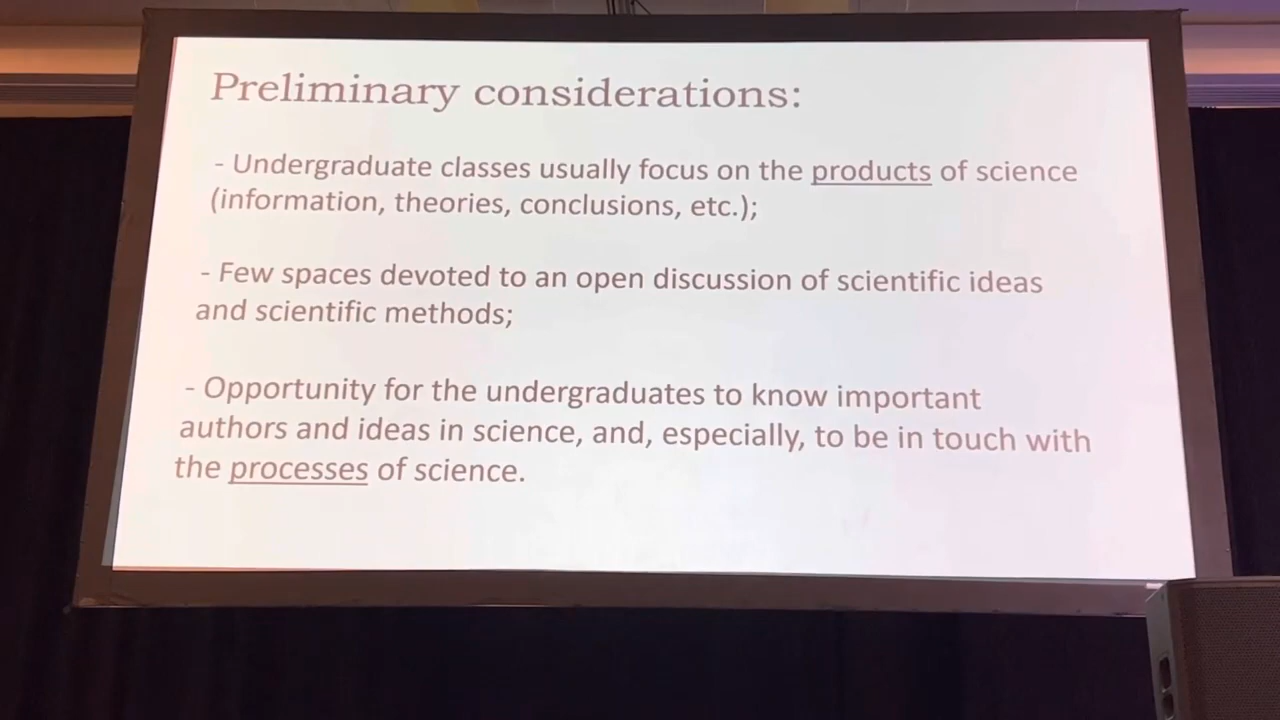 Preliminary considerations:
- Undergraduate classes usually focus on the products of science
(information, theories, conclusions, etc.);
- Few spaces devoted to an open discussion of scientific ideas
and scientific methods;
- Opportunity for the undergraduates to know important
authors and ideas in science, and, especially, to be in touch with
the processes of science.